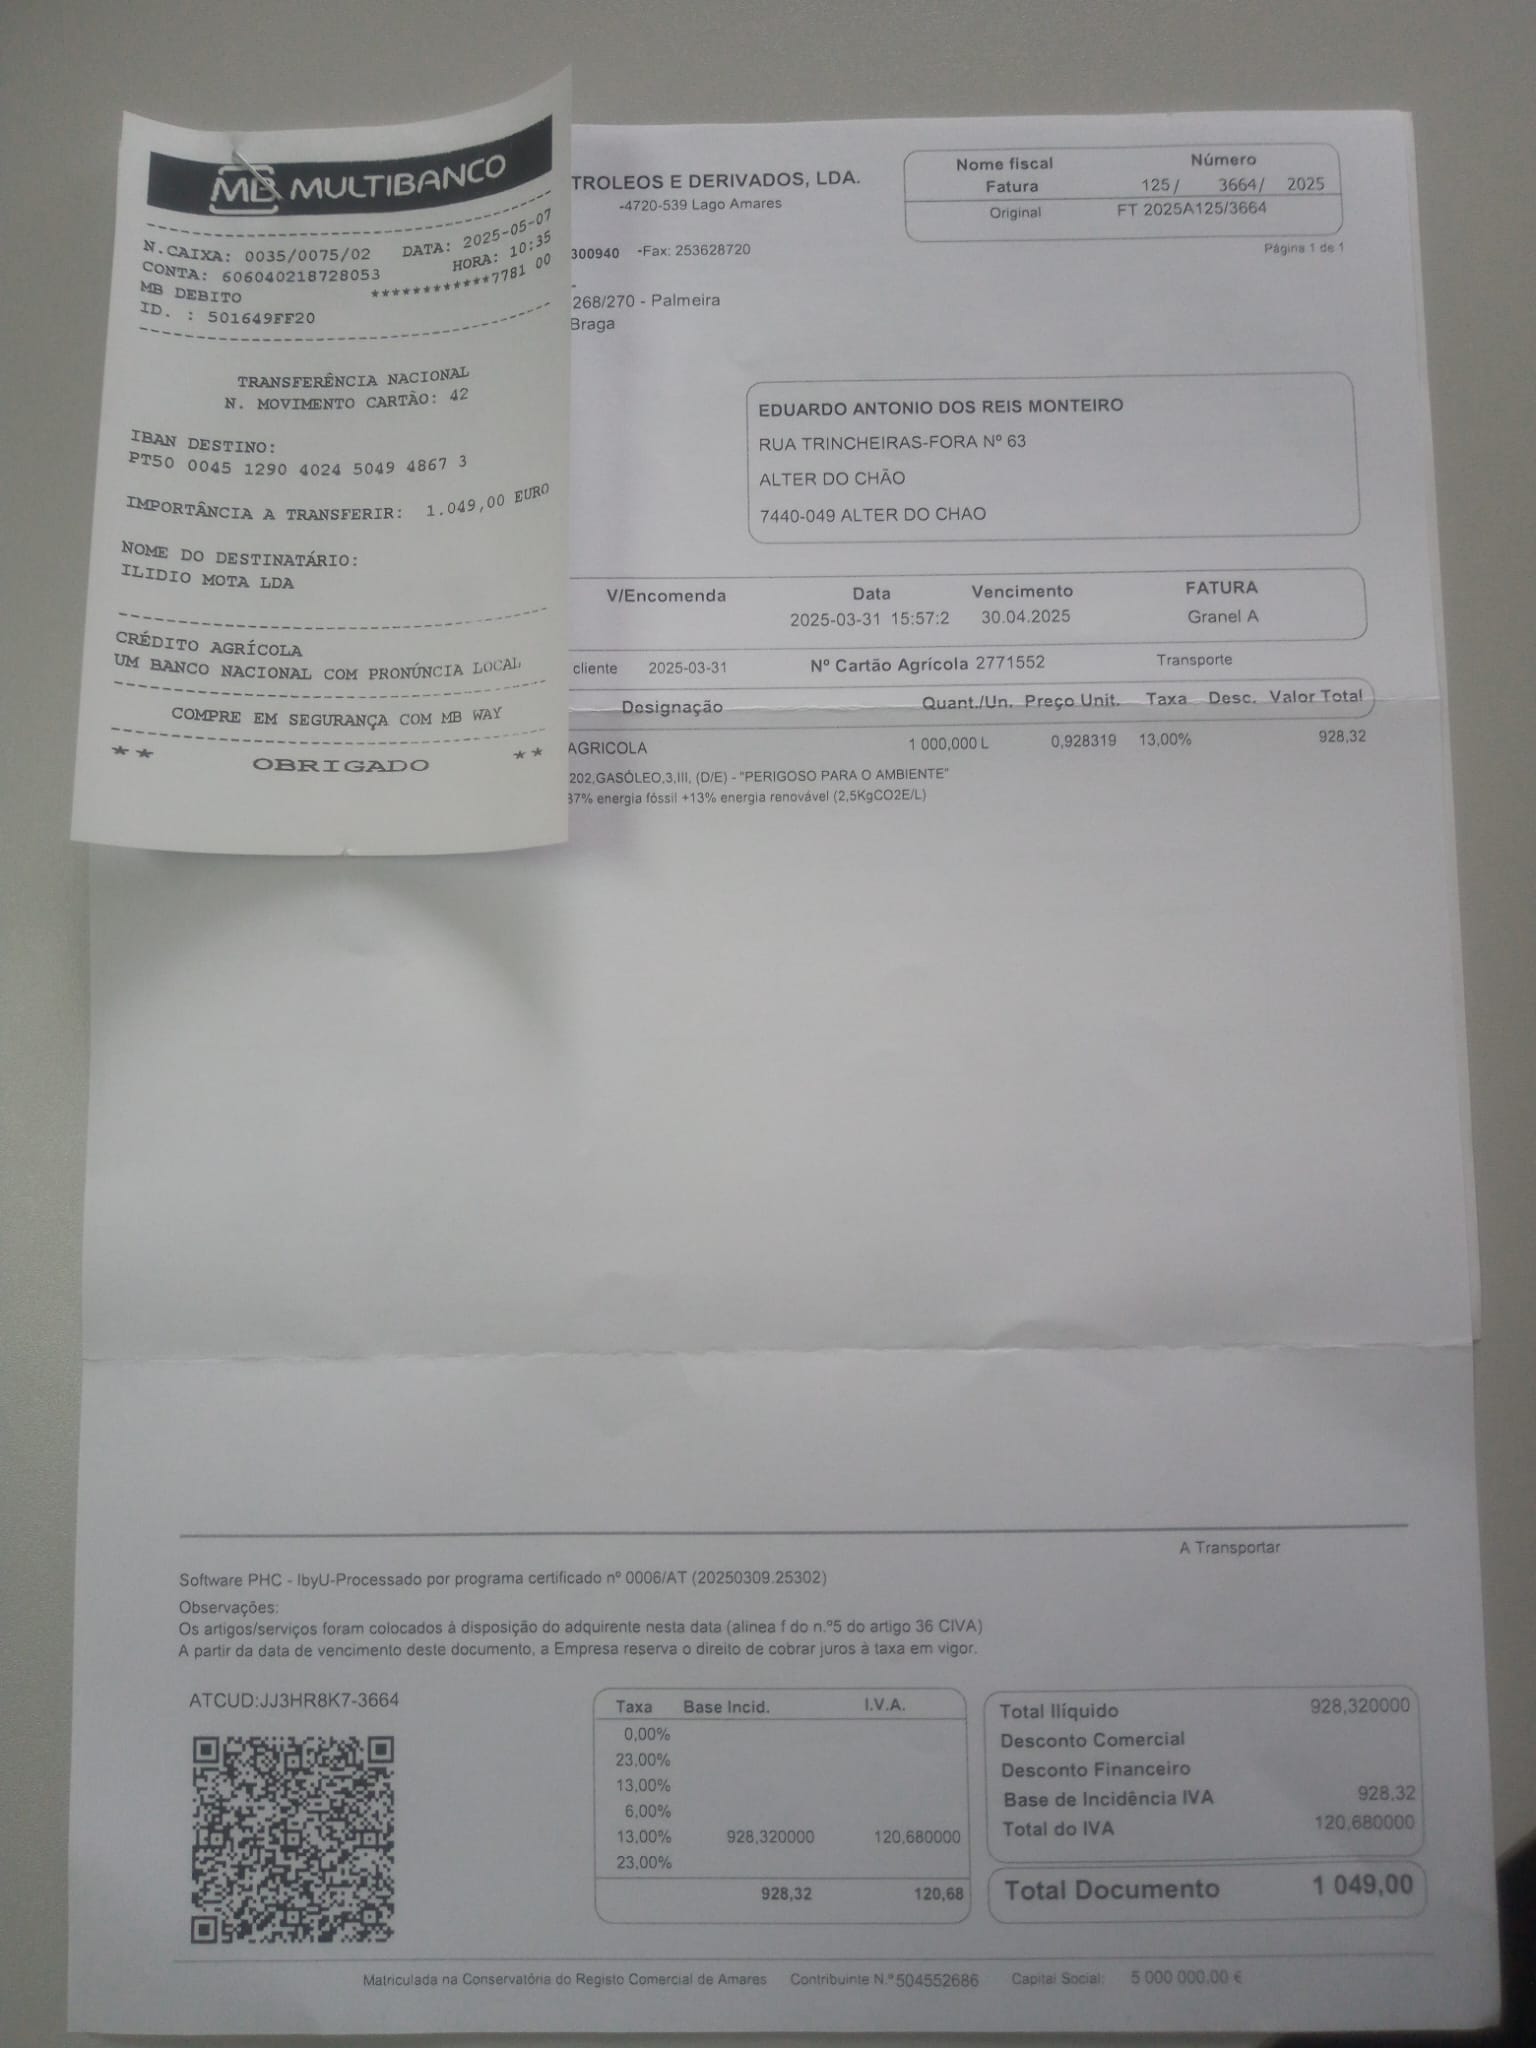 MB MULTIBANCO
N.CAIXA: 0035/0075/02 DATA: 2025-05-07
CONTA: 606040218728053 HORA: 10:35
MB DEBITO ************7781 00
ID. : 501649FF20
TRANSFERÊNCIA NACIONAL
N. MOVIMENTO CARTÃO: 42
IBAN DESTINO:
PT50 0045 1290 4024 5049 4867 3
IMPORTÂNCIA A TRANSFERIR: 1.049,00 EURO
NOME DO DESTINATÁRIO:
ILIDIO MOTA LDA
CRÉDITO AGRÍCOLA
UM BANCO NACIONAL COM PRONÚNCIA LOCAL
COMPRE EM SEGURANÇA COM MB WAY
** OBRIGADO **
TROLEOS E DERIVADOS, LDA.
-4720-539 Lago Amares
300940 -Fax: 253628720
268/270 - Palmeira
Braga
Nome fiscal Número
Fatura 125/ 3664/ 2025
Original FT 2025A125/3664
Página 1 de 1
EDUARDO ANTONIO DOS REIS MONTEIRO
RUA TRINCHEIRAS-FORA Nº 63
ALTER DO CHÃO
7440-049 ALTER DO CHAO
V/Encomenda Data Vencimento FATURA
2025-03-31 15:57:2 30.04.2025 Granel A
cliente 2025-03-31 Nº Cartão Agrícola 2771552 Transporte
Designação Quant./Un. Preço Unit. Taxa Desc. Valor Total
AGRICOLA 1 000,000 L 0,928319 13,00% 928,32
202,GASÓLEO,3,III, (D/E) - "PERIGOSO PARA O AMBIENTE"
37% energia fóssil +13% energia renovável (2,5KgCO2E/L)
A Transportar
Software PHC - IbyU-Processado por programa certificado nº 0006/AT (20250309.25302)
Observações:
Os artigos/serviços foram colocados à disposição do adquirente nesta data (alinea f do n.º5 do artigo 36 CIVA)
A partir da data de vencimento deste documento, a Empresa reserva o direito de cobrar juros à taxa em vigor.
ATCUD:JJ3HR8K7-3664
Taxa Base Incid. I.V.A.
0,00%
23,00%
13,00%
6,00%
13,00% 928,320000 120,680000
23,00%
928,32 120,68
Total Ilíquido 928,320000
Desconto Comercial
Desconto Financeiro
Base de Incidência IVA 928,32
Total do IVA 120,680000
Total Documento 1 049,00
Matriculada na Conservatória do Registo Comercial de Amares Contribuinte N.º 504552686 Capital Social: 5 000 000.00 €